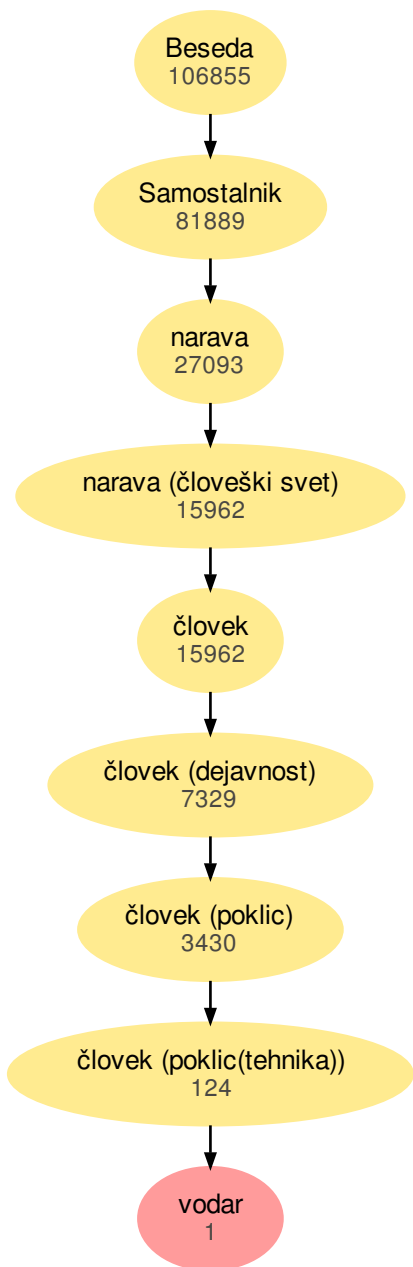 Beseda
106855
Samostalnik
81889
narava
27093
narava (človeški svet)
15962
človek
15962
človek (dejavnost)
7329
človek (poklic)
3430
človek (poklic(tehnika))
124
vodar
1